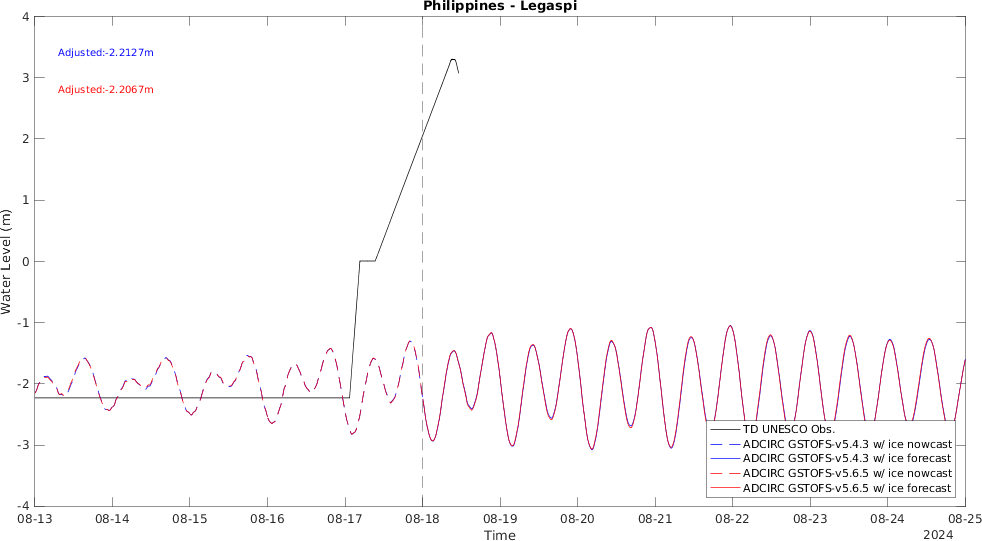 Philippines - Legaspi
Adjusted:-2.2127m
Adjusted:-2.2067m
Water Level (m)
4
3
2
1
0
-1
-2
-3
-4
TD UNESCO Obs.
ADCIRC GSTOFS-v5.4.3 w/ ice nowcast
ADCIRC GSTOFS-v5.4.3 w/ ice forecast
ADCIRC GSTOFS-v5.6.5 w/ ice nowcast
ADCIRC GSTOFS-v5.6.5 w/ ice forecast
08-13 08-14 08-15 08-16 08-17 08-18 08-19 08-20 08-21 08-22 08-23 08-24 08-25
Time
2024